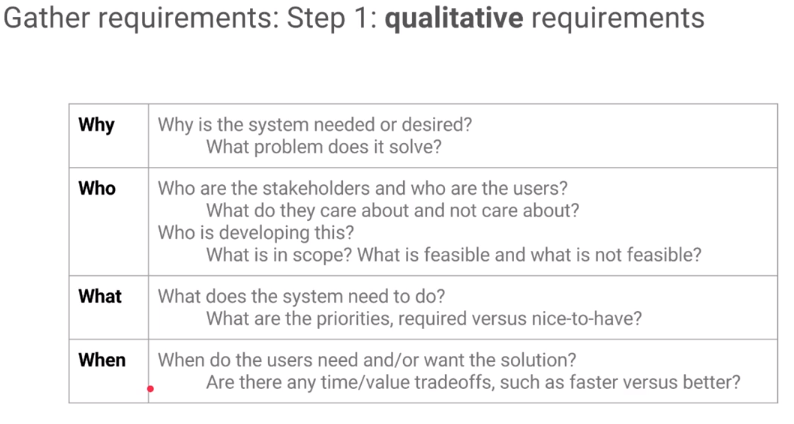 Gather requirements: Step 1: qualitative requirements
Why
Why is the system needed or desired?
What problem does it solve?
Who
Who are the stakeholders and who are the users?
What do they care about and not care about?
Who is developing this?
What is in scope? What is feasible and what is not feasible?
What
What does the system need to do?
What are the priorities, required versus nice-to-have?
When
When do the users need and/or want the solution?
Are there any time/value tradeoffs, such as faster versus better?